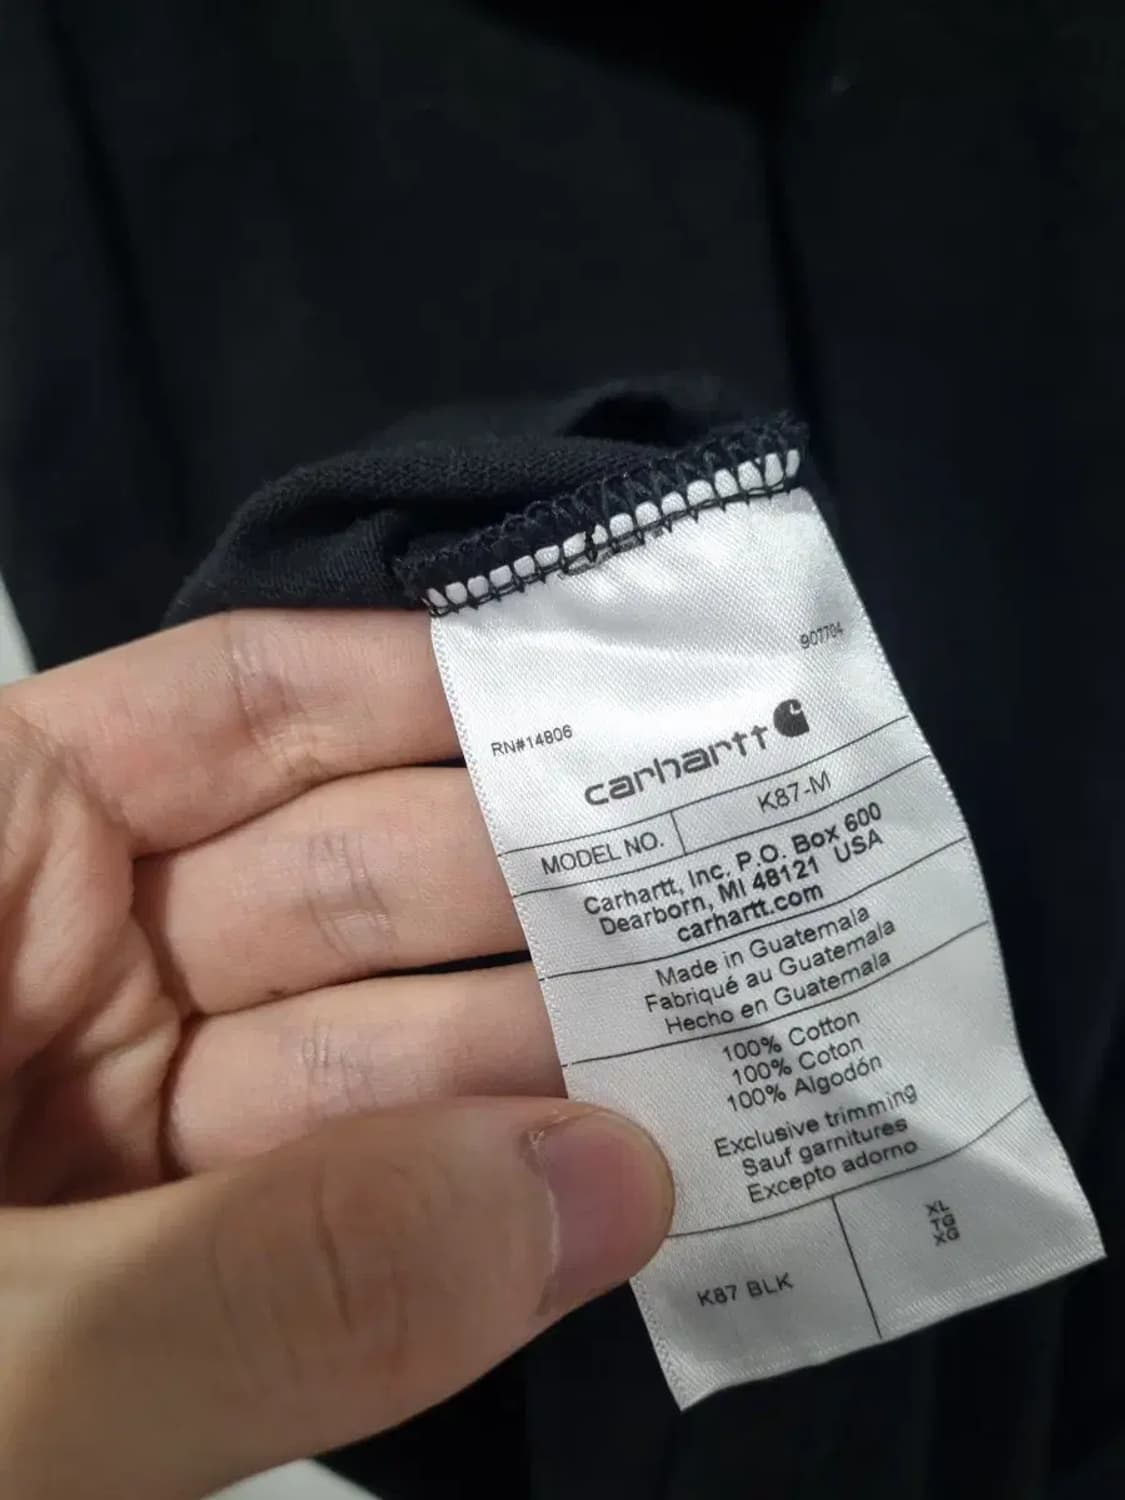 907704
RN#14806
carhartt
MODEL NO. K87-M
Carhartt, Inc. P.O. Box 600
Dearborn, MI 48121 USA
carhartt.com
Made in Guatemala
Fabriqué au Guatemala
Hecho en Guatemala
100% Cotton
100% Coton
100% Algodón
Exclusive trimming
Sauf garnitures
Excepto adorno
K87 BLK
XL
TG
XG